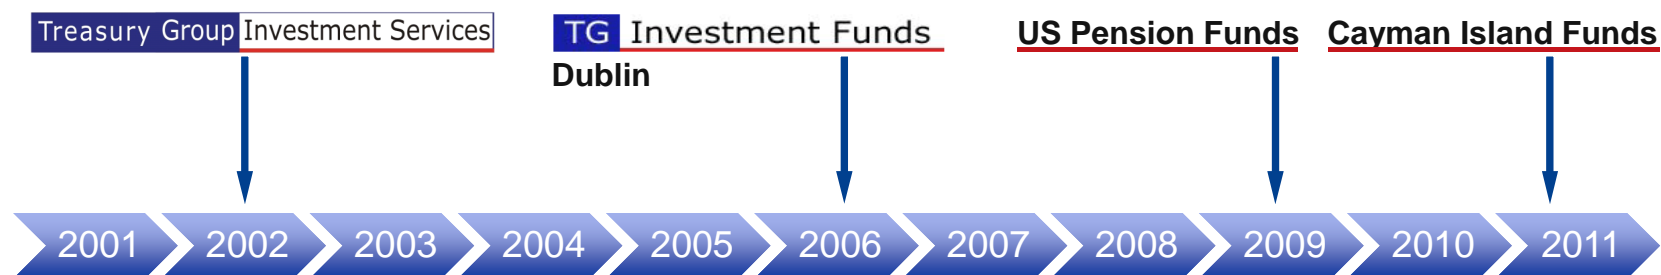 Treasury Group Investment Services
TG Investment Funds
Dublin
US Pension Funds
Cayman Island Funds
2001 2002 2003 2004 2005 2006 2007 2008 2009 2010 2011